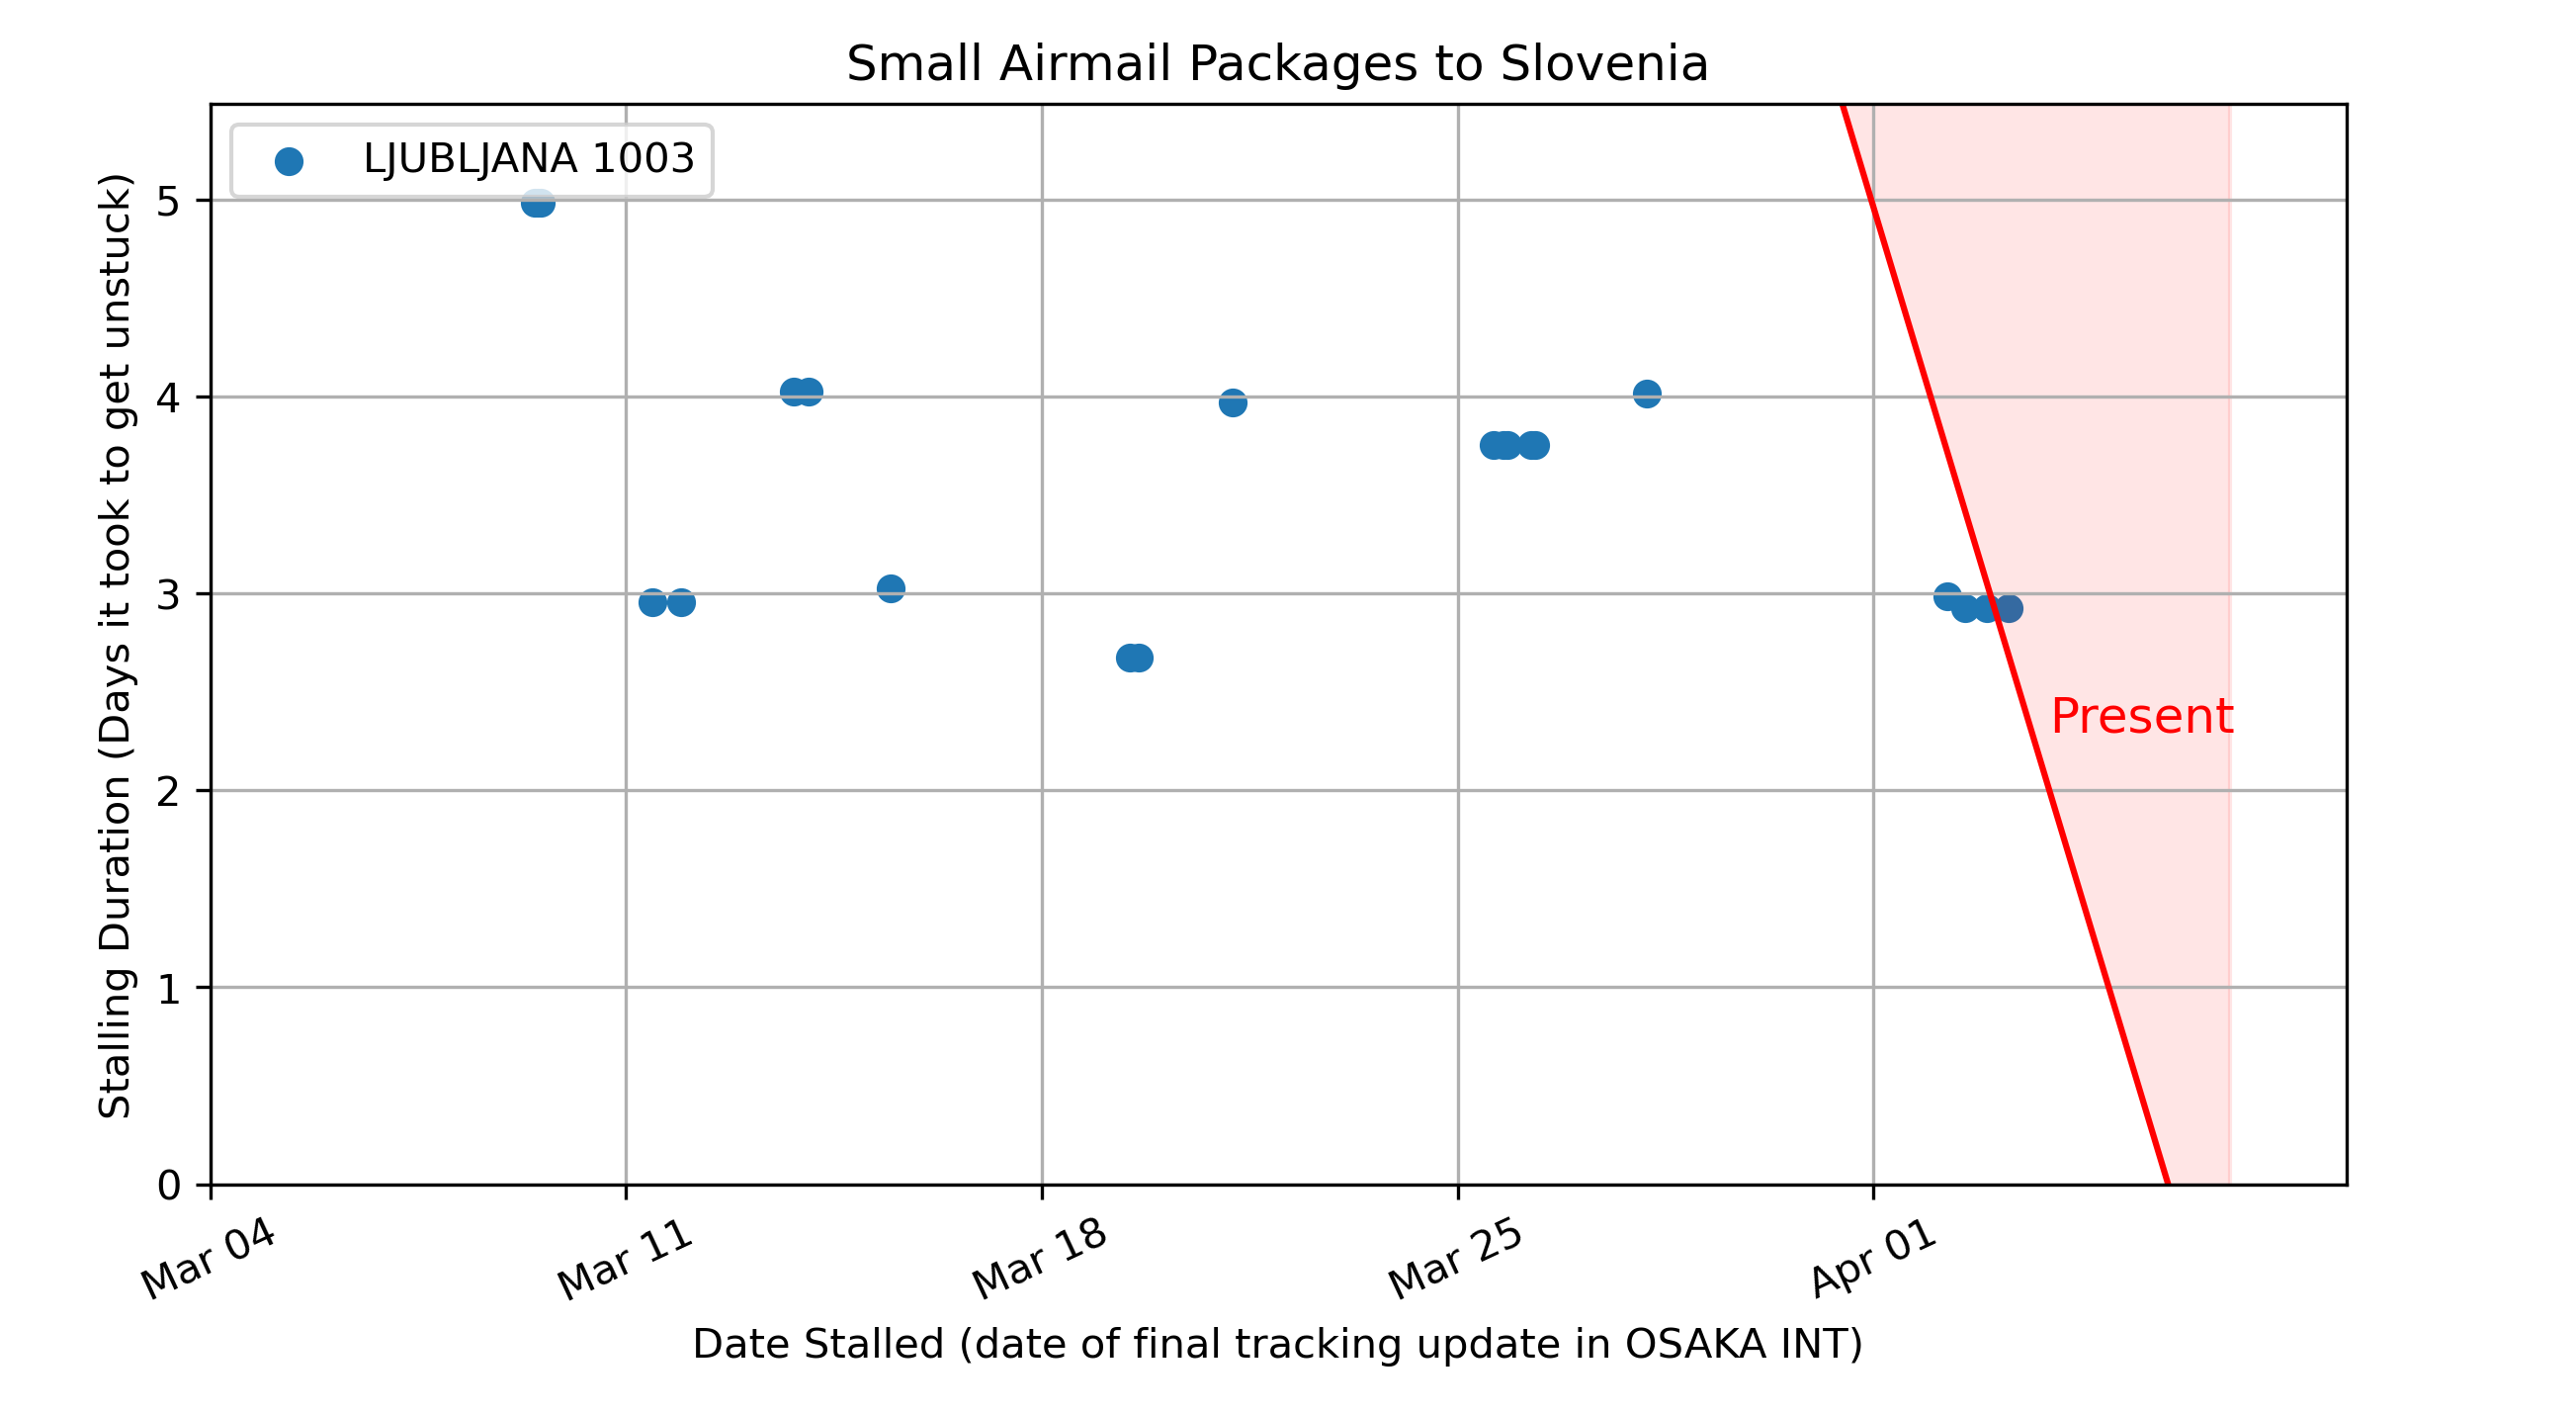 Small Airmail Packages to Slovenia
LJUBLJANA 1003
Stalling Duration (Days it took to get unstuck)
5
4
3
2
1
0
Present
Mar 04
Mar 11
Mar 18
Mar 25
Apr 01
Date Stalled (date of final tracking update in OSAKA INT)